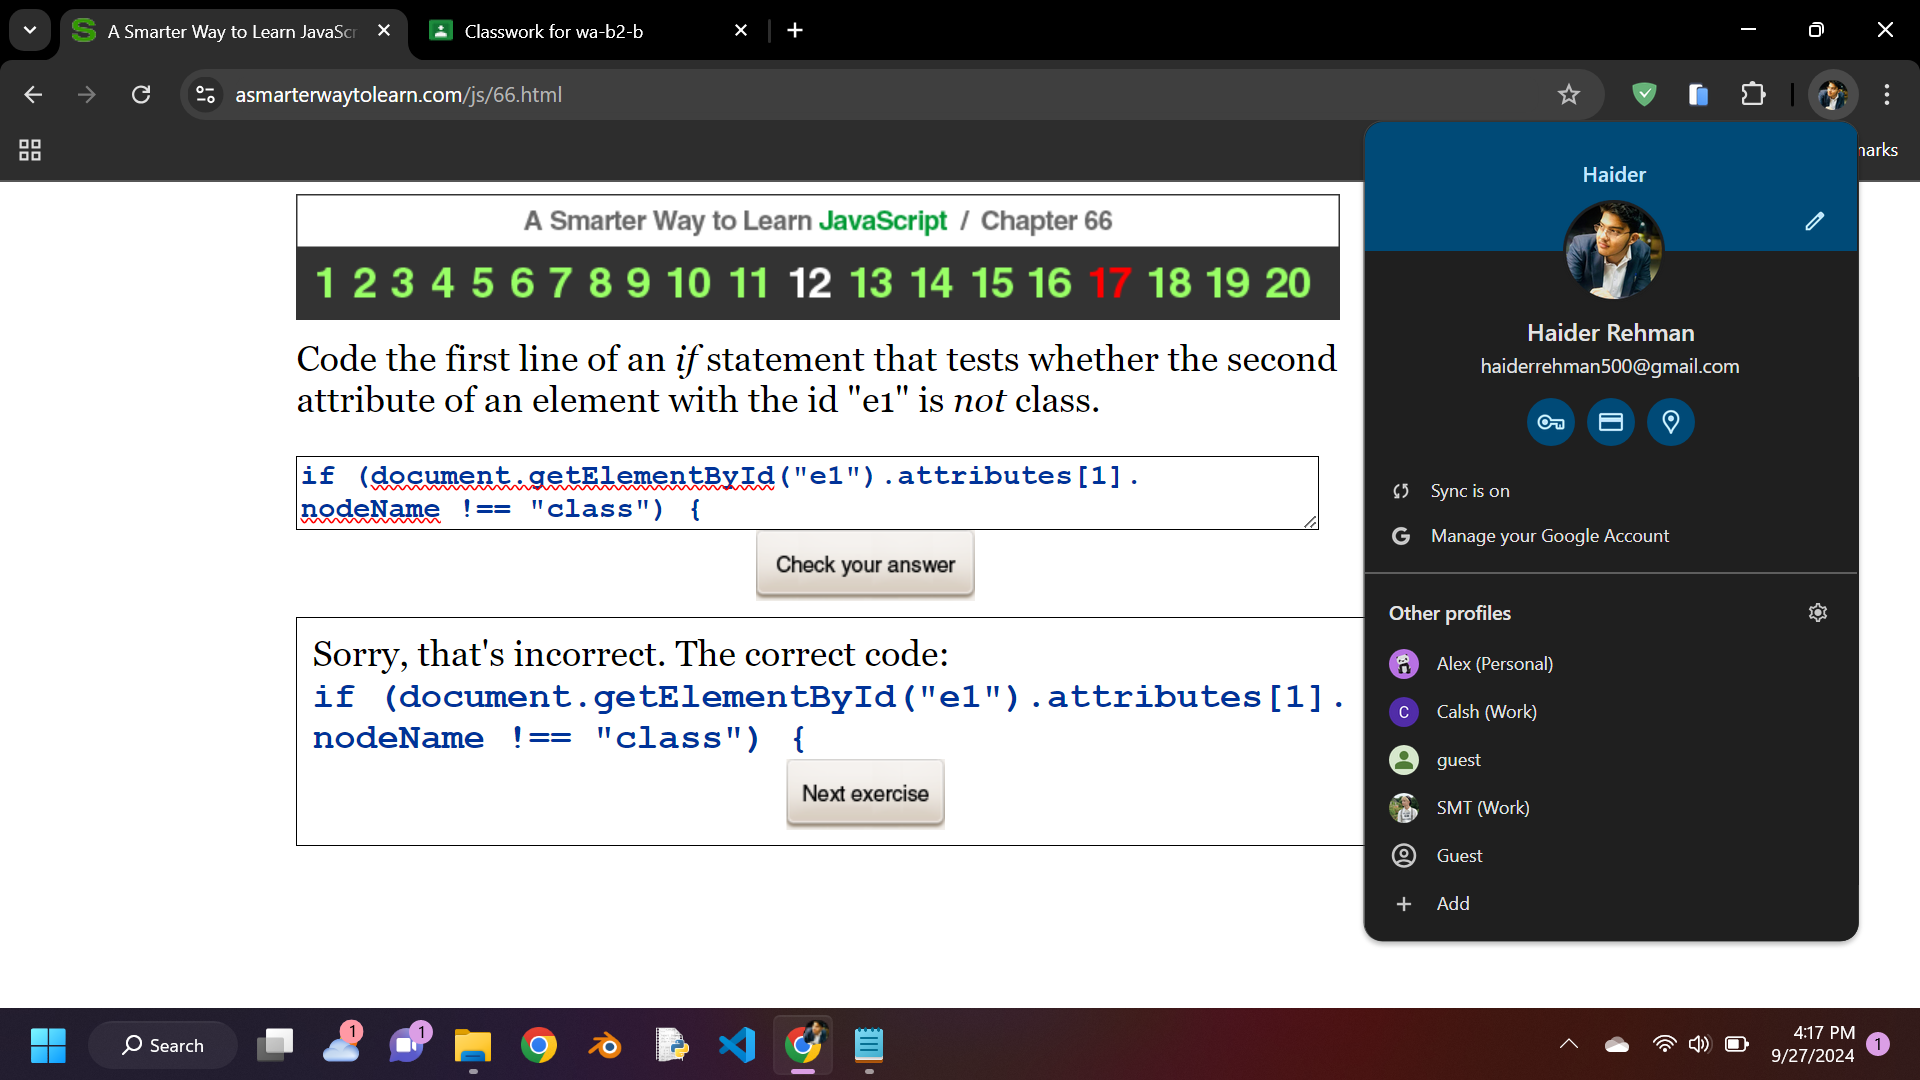 A Smarter Way to Learn JavaScr
Classwork for wa-b2-b
asmarterwaytolearn.com/js/66.html
marks
A Smarter Way to Learn JavaScript / Chapter 66
1 2 3 4 5 6 7 8 9 10 11 12 13 14 15 16 17 18 19 20
Code the first line of an if statement that tests whether the second
attribute of an element with the id "e1" is not class.
if (document.getElementById("e1").attributes[1].
nodeName !== "class") {
Check your answer
Sorry, that's incorrect. The correct code:
if (document.getElementById("e1").attributes[1].
nodeName !== "class") {
Next exercise
Haider
Haider Rehman
haiderrehman500@gmail.com
Sync is on
G Manage your Google Account
Other profiles
Alex (Personal)
C Calsh (Work)
guest
SMT (Work)
Guest
Add
Search
1
1
4:17 PM
9/27/2024
1